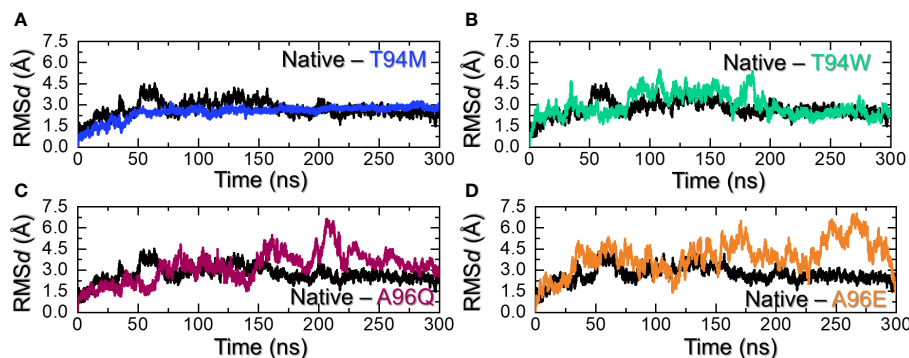 A
RMSd (Å)
7.5
6.0
4.5
3.0
1.5
0.0
Native – T94M
0 50 100 150 200 250 300
Time (ns)
B
RMSd (Å)
7.5
6.0
4.5
3.0
1.5
0.0
Native – T94W
0 50 100 150 200 250 300
Time (ns)
C
RMSd (Å)
7.5
6.0
4.5
3.0
1.5
0.0
Native – A96Q
0 50 100 150 200 250 300
Time (ns)
D
RMSd (Å)
7.5
6.0
4.5
3.0
1.5
0.0
Native – A96E
0 50 100 150 200 250 300
Time (ns)